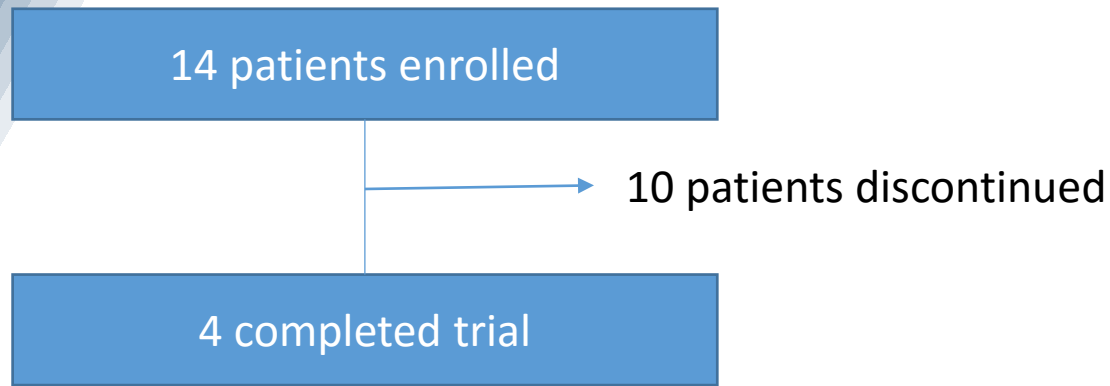 14 patients enrolled
10 patients discontinued
4 completed trial